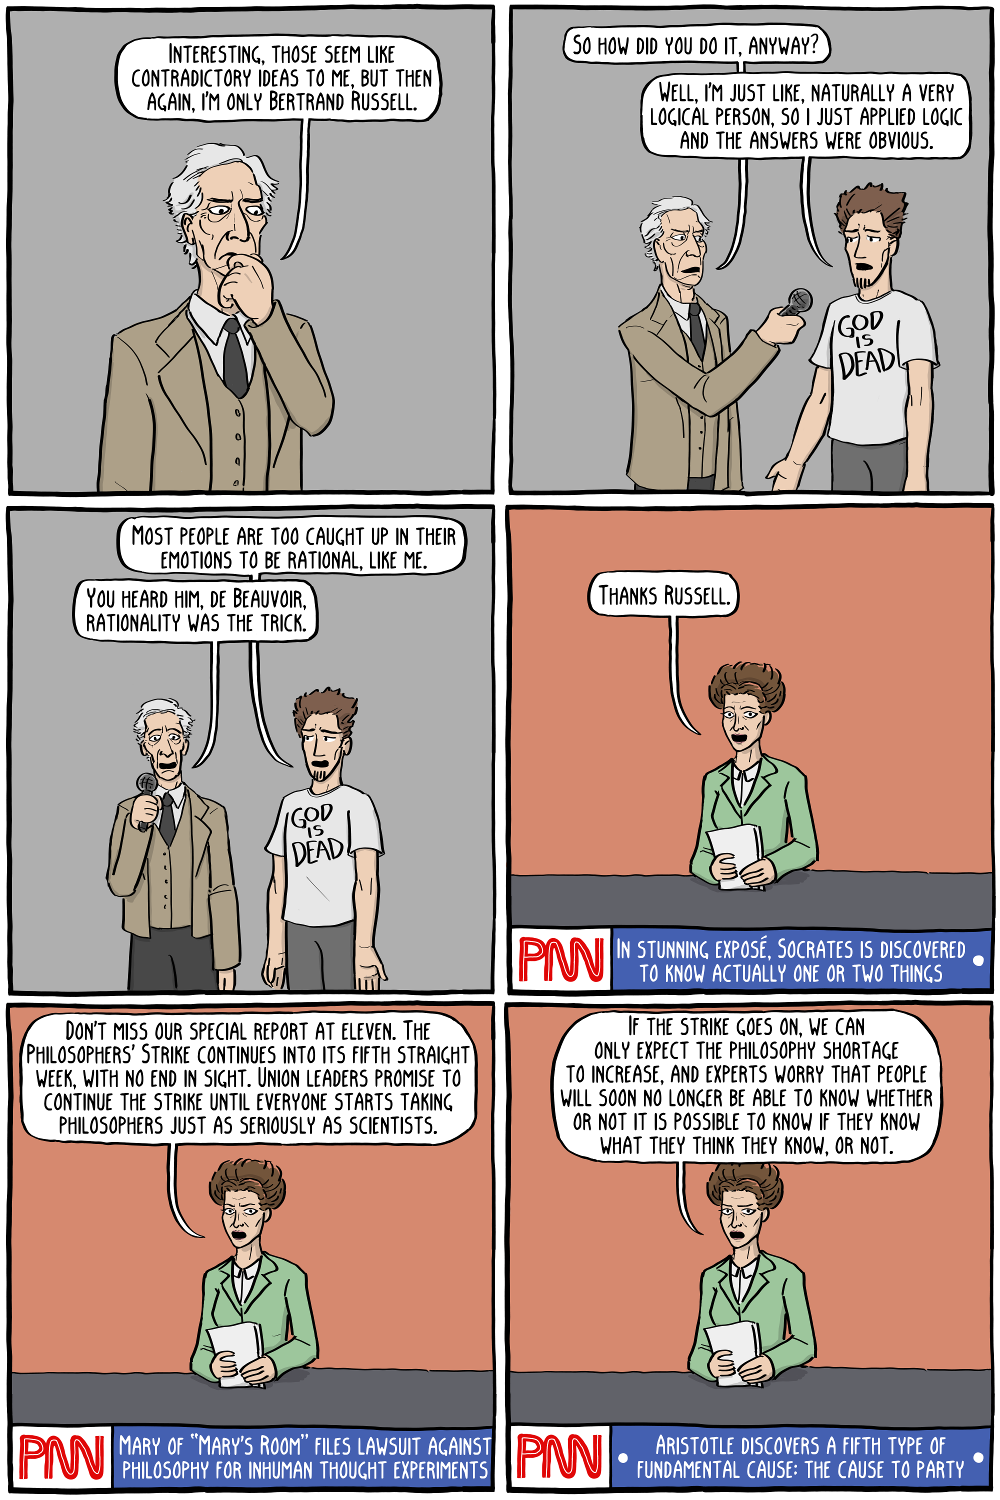 INTERESTING, THOSE SEEM LIKE
CONTRADICTORY IDEAS TO ME, BUT THEN
AGAIN, I'M ONLY BERTRAND RUSSELL.
SO HOW DID YOU DO IT, ANYWAY?
WELL, I'M JUST LIKE, NATURALLY A VERY
LOGICAL PERSON, SO I JUST APPLIED LOGIC
AND THE ANSWERS WERE OBVIOUS.
GOD
IS
DEAD
MOST PEOPLE ARE TOO CAUGHT UP IN THEIR
EMOTIONS TO BE RATIONAL, LIKE ME.
YOU HEARD HIM, DE BEAUVOIR,
RATIONALITY WAS THE TRICK.
GOD
IS
DEAD
THANKS RUSSELL.
PNN
IN STUNNING EXPOSÉ, SOCRATES IS DISCOVERED
TO KNOW ACTUALLY ONE OR TWO THINGS
DON'T MISS OUR SPECIAL REPORT AT ELEVEN. THE
PHILOSOPHERS' STRIKE CONTINUES INTO ITS FIFTH STRAIGHT
WEEK, WITH NO END IN SIGHT. UNION LEADERS PROMISE TO
CONTINUE THE STRIKE UNTIL EVERYONE STARTS TAKING
PHILOSOPHERS JUST AS SERIOUSLY AS SCIENTISTS.
PNN
MARY OF "MARY'S ROOM" FILES LAWSUIT AGAINST
PHILOSOPHY FOR INHUMAN THOUGHT EXPERIMENTS
IF THE STRIKE GOES ON, WE CAN
ONLY EXPECT THE PHILOSOPHY SHORTAGE
TO INCREASE, AND EXPERTS WORRY THAT PEOPLE
WILL SOON NO LONGER BE ABLE TO KNOW WHETHER
OR NOT IT IS POSSIBLE TO KNOW IF THEY KNOW
WHAT THEY THINK THEY KNOW, OR NOT.
PNN
ARISTOTLE DISCOVERS A FIFTH TYPE OF
FUNDAMENTAL CAUSE: THE CAUSE TO PARTY